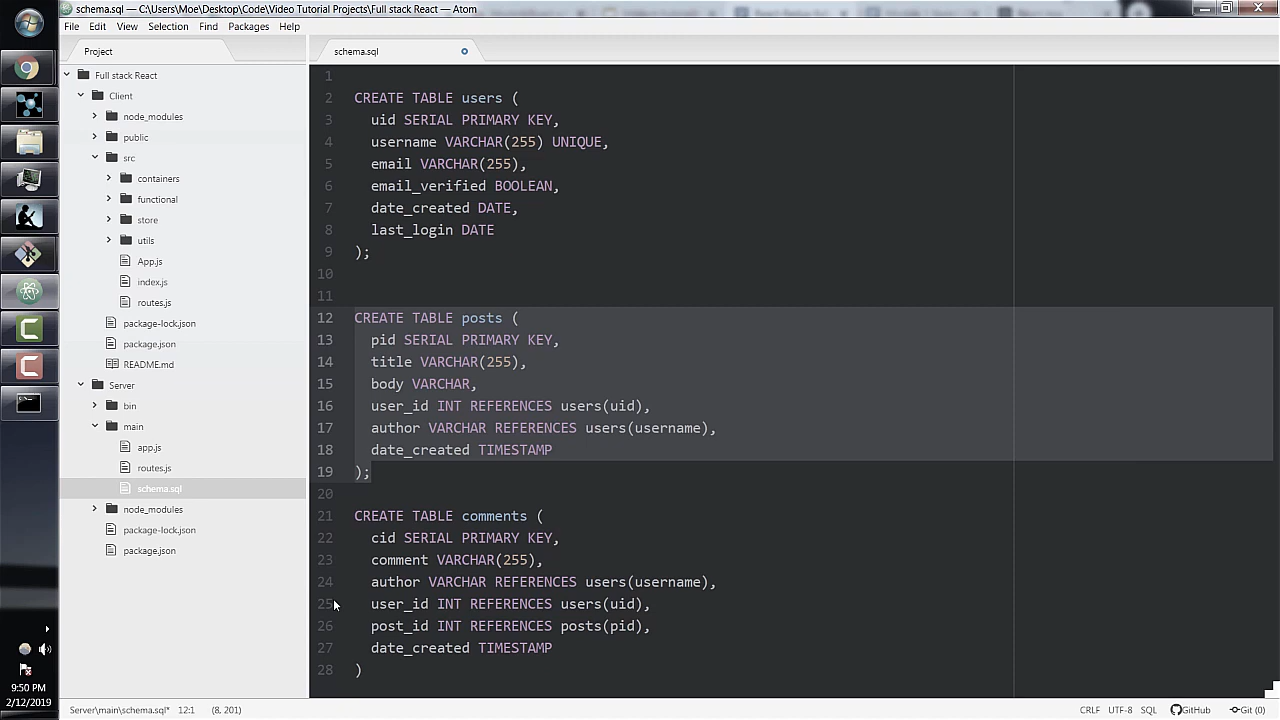 schema.sql — C:\Users\Moe\Desktop\Code\Video Tutorial Projects\Full stack React — Atom
File Edit View Selection Find Packages Help
Project
schema.sql
Full stack React
Client
node_modules
public
src
containers
functional
store
utils
App.js
index.js
routes.js
package-lock.json
package.json
README.md
Server
bin
main
app.js
routes.js
schema.sql
node_modules
package-lock.json
package.json
1
2 CREATE TABLE users (
3 uid SERIAL PRIMARY KEY,
4 username VARCHAR(255) UNIQUE,
5 email VARCHAR(255),
6 email_verified BOOLEAN,
7 date_created DATE,
8 last_login DATE
9 );
10
11
12 CREATE TABLE posts (
13 pid SERIAL PRIMARY KEY,
14 title VARCHAR(255),
15 body VARCHAR,
16 user_id INT REFERENCES users(uid),
17 author VARCHAR REFERENCES users(username),
18 date_created TIMESTAMP
19 );
20
21 CREATE TABLE comments (
22 cid SERIAL PRIMARY KEY,
23 comment VARCHAR(255),
24 author VARCHAR REFERENCES users(username),
25 user_id INT REFERENCES users(uid),
26 post_id INT REFERENCES posts(pid),
27 date_created TIMESTAMP
28 )
9:50 PM
2/12/2019
Server\main\schema.sql* 12:1 (8, 201)
CRLF UTF-8 SQL GitHub Git (0)